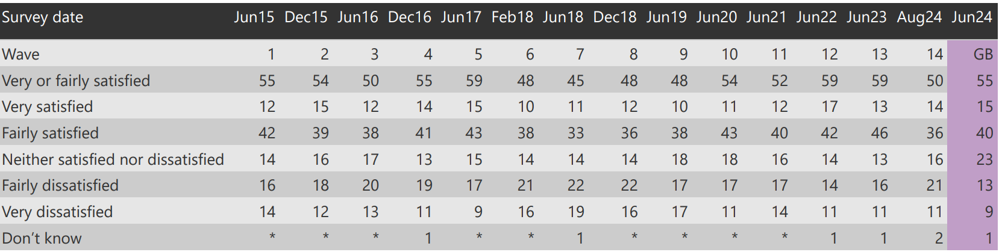 Survey date Jun15 Dec15 Jun16 Dec16 Jun17 Feb18 Jun18 Dec18 Jun19 Jun20 Jun21 Jun22 Jun23 Aug24 Jun24
Wave 1 2 3 4 5 6 7 8 9 10 11 12 13 14 GB
Very or fairly satisfied 55 54 50 55 59 48 45 48 48 54 52 59 59 50 55
Very satisfied 12 15 12 14 15 10 11 12 10 11 12 17 13 14 15
Fairly satisfied 42 39 38 41 43 38 33 36 38 43 40 42 46 36 40
Neither satisfied nor dissatisfied 14 16 17 13 15 14 14 14 18 18 16 14 13 16 23
Fairly dissatisfied 16 18 20 19 17 21 22 22 17 17 17 14 16 21 13
Very dissatisfied 14 12 13 11 9 16 19 16 17 11 14 11 11 11 9
Don’t know * * * 1 * * 1 * * * * 1 1 2 1